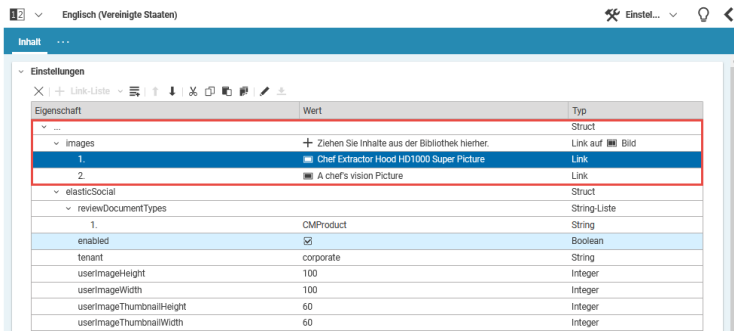 12 Englisch (Vereinigte Staaten) Einstel...
Inhalt ...
Einstellungen
Link-Liste
Eigenschaft Wert Typ
... Struct
images Ziehen Sie Inhalte aus der Bibliothek hierher. Link auf Bild
1. Chef Extractor Hood HD1000 Super Picture Link
2. A chef's vision Picture Link
elasticSocial Struct
reviewDocumentTypes String-Liste
1. CMProduct String
enabled Boolean
tenant corporate String
userImageHeight 100 Integer
userImageWidth 100 Integer
userImageThumbnailHeight 60 Integer
userImageThumbnailWidth 60 Integer